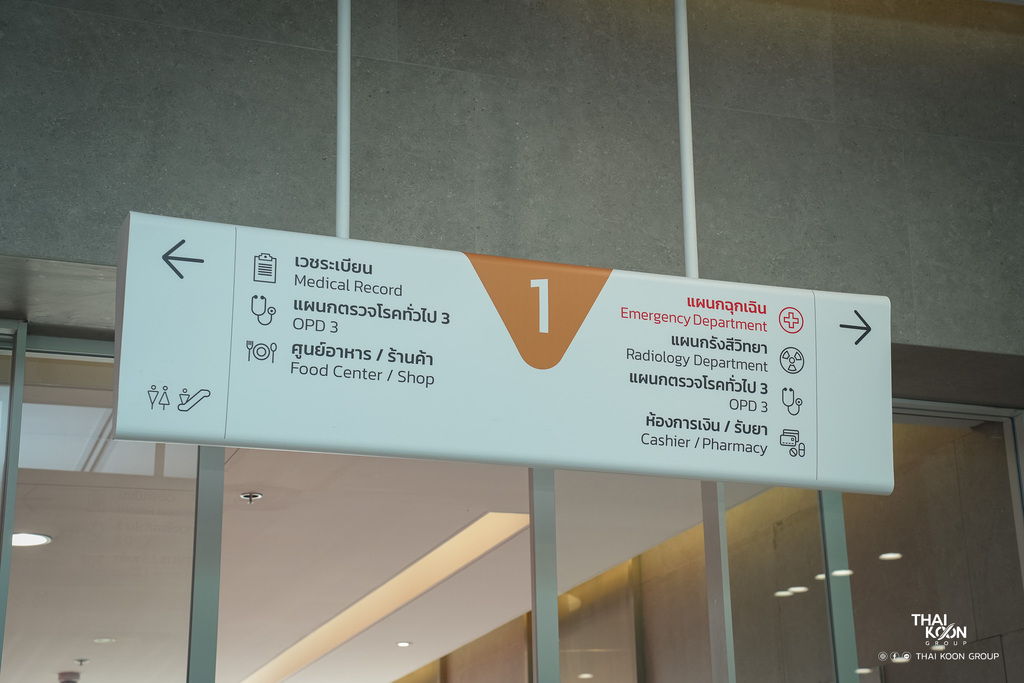 เวชระเบียน
Medical Record
แผนกตรวจโรคทั่วไป 3
OPD 3
ศูนย์อาหาร / ร้านค้า
Food Center / Shop
1
แผนกฉุกเฉิน
Emergency Department
แผนกรังสีวิทยา
Radiology Department
แผนกตรวจโรคทั่วไป 3
OPD 3
ห้องการเงิน / รับยา
Cashier / Pharmacy
THAI
KOON
GROUP
THAI KOON GROUP